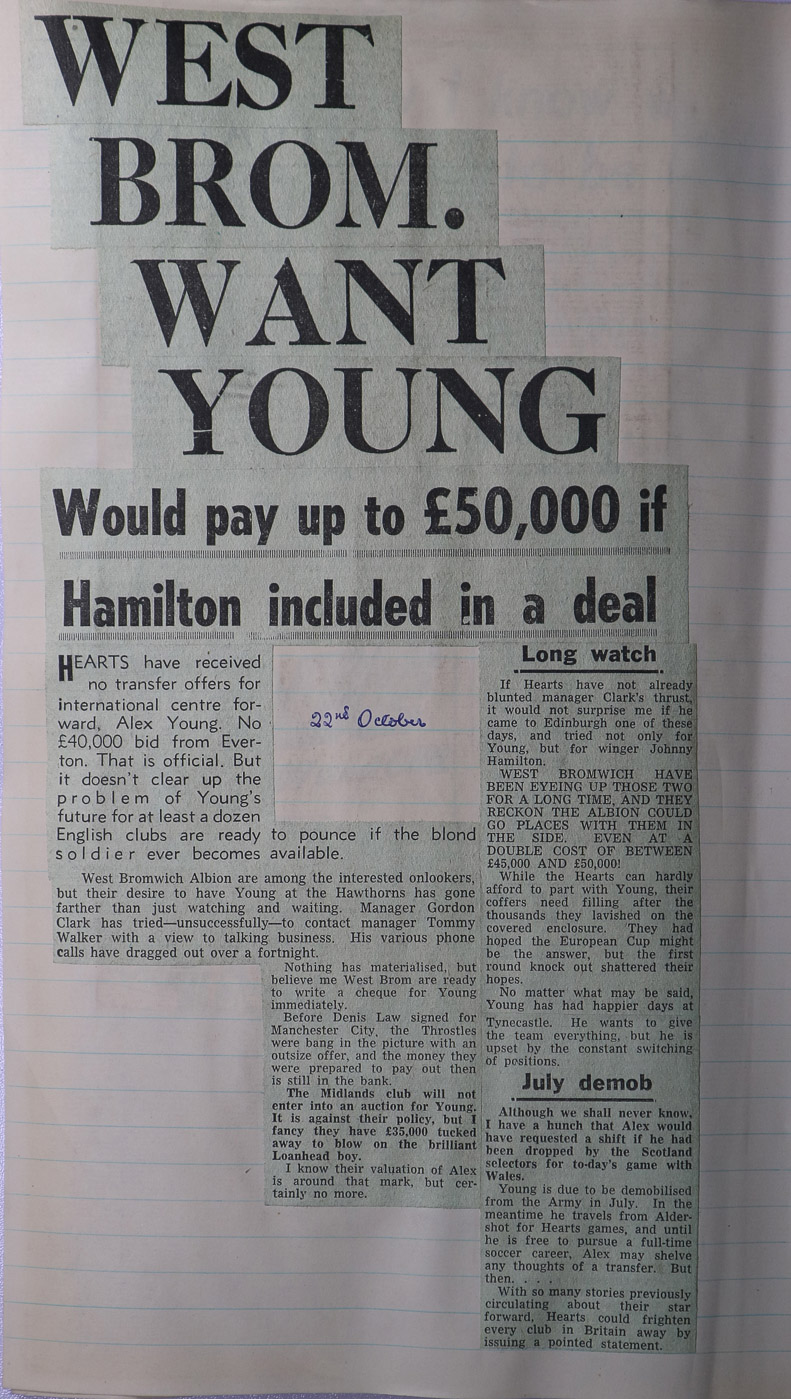 WEST
BROM.
WANT
YOUNG
Would pay up to £50,000 if
Hamilton included in a deal
HEARTS have received
no transfer offers for
international centre for-
ward, Alex Young. No
£40,000 bid from Ever-
ton. That is official. But
it doesn't clear up the
problem of Young's
future for at least a dozen
English clubs are ready to pounce if the blond
soldier ever becomes available.
West Bromwich Albion are among the interested onlookers,
but their desire to have Young at the Hawthorns has gone
farther than just watching and waiting. Manager Gordon
Clark has tried—unsuccessfully—to contact manager Tommy
Walker with a view to talking business. His various phone
calls have dragged out over a fortnight.
Nothing has materialised, but
believe me West Brom are ready
to write a cheque for Young
immediately.
Before Denis Law signed for
Manchester City, the Throstles
were bang in the picture with an
outsize offer, and the money they
were prepared to pay out then
is still in the bank.
The Midlands club will not
enter into an auction for Young.
It is against their policy, but I
fancy they have £35,000 tucked
away to blow on the brilliant
Loanhead boy.
I know their valuation of Alex
is around that mark, but cer-
tainly no more.
22nd October
Long watch
If Hearts have not already
blunted manager Clark's thrust,
it would not surprise me if he
came to Edinburgh one of these
days, and tried not only for
Young, but for winger Johnny
Hamilton.
WEST BROMWICH HAVE
BEEN EYEING UP THOSE TWO
FOR A LONG TIME, AND THEY
RECKON THE ALBION COULD
GO PLACES WITH THEM IN
THE SIDE. EVEN AT A
DOUBLE COST OF BETWEEN
£45,000 AND £50,000!
While the Hearts can hardly
afford to part with Young, their
coffers need filling after the
thousands they lavished on the
covered enclosure. They had
hoped the European Cup might
be the answer, but the first
round knock out shattered their
hopes.
No matter what may be said,
Young has had happier days at
Tynecastle. He wants to give
the team everything, but he is
upset by the constant switching
of positions.
July demob
Although we shall never know,
I have a hunch that Alex would
have requested a shift if he had
been dropped by the Scotland
selectors for to-day's game with
Wales.
Young is due to be demobilised
from the Army in July. In the
meantime he travels from Alder-
shot for Hearts games, and until
he is free to pursue a full-time
soccer career, Alex may shelve
any thoughts of a transfer. But
then. . . .
With so many stories previously
circulating about their star
forward, Hearts could frighten
every club in Britain away by
issuing a pointed statement.